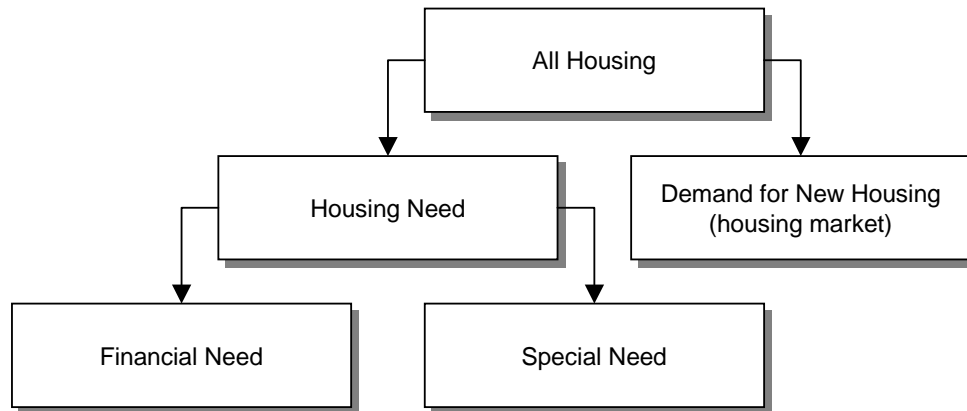 All Housing
Housing Need
Demand for New Housing
(housing market)
Financial Need
Special Need